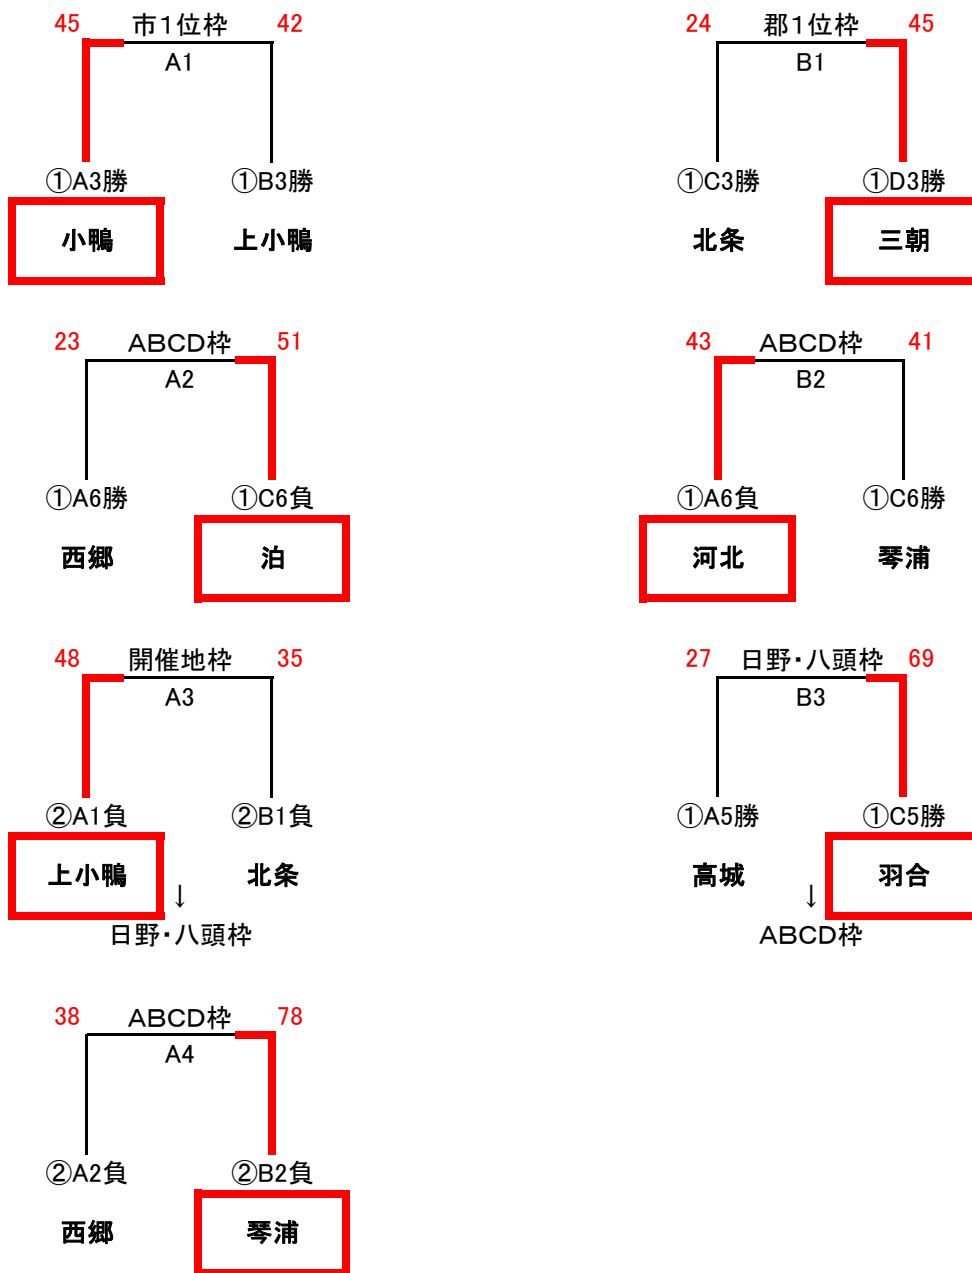 45 市1位枠 42
A1
①A3勝 ①B3勝
小鴨 上小鴨
24 郡1位枠 45
B1
①C3勝 ①D3勝
北条 三朝
23 ABCD枠 51
A2
①A6勝 ①C6負
西郷 泊
43 ABCD枠 41
B2
①A6負 ①C6勝
河北 琴浦
48 開催地枠 35
A3
②A1負 ②B1負
上小鴨 北条
↓
日野・八頭枠
27 日野・八頭枠 69
B3
①A5勝 ①C5勝
高城 羽合
↓
ABCD枠
38 ABCD枠 78
A4
②A2負 ②B2負
西郷 琴浦